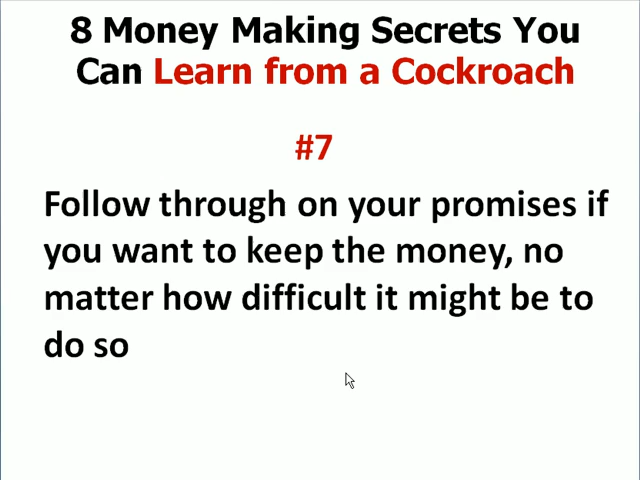 8 Money Making Secrets You
Can Learn from a Cockroach
#7
Follow through on your promises if
you want to keep the money, no
matter how difficult it might be to
do so